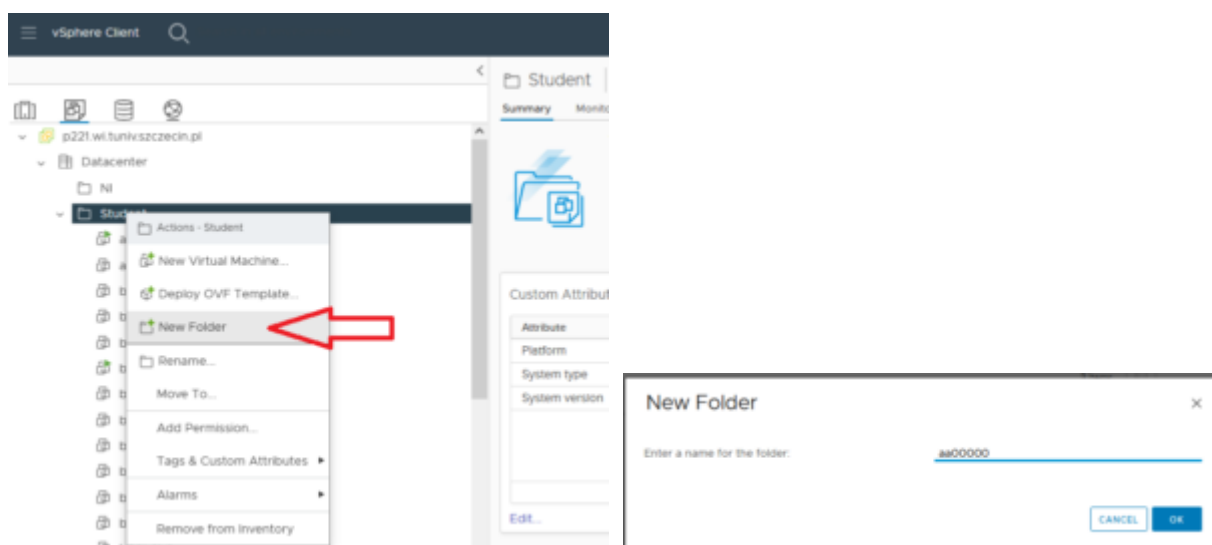 vSphere Client
Student
Summary Monito
p221.wi.tuniv.szczecin.pl
Datacenter
NI
Student
Actions - Student
New Virtual Machine...
Deploy OVF Template...
New Folder
Rename...
Move To...
Add Permission...
Tags & Custom Attributes
Alarms
Remove from Inventory
Custom Attribut
Attribute
Platform
System type
System version
Edit...
New Folder
Enter a name for the folder:
aa00000
CANCEL OK